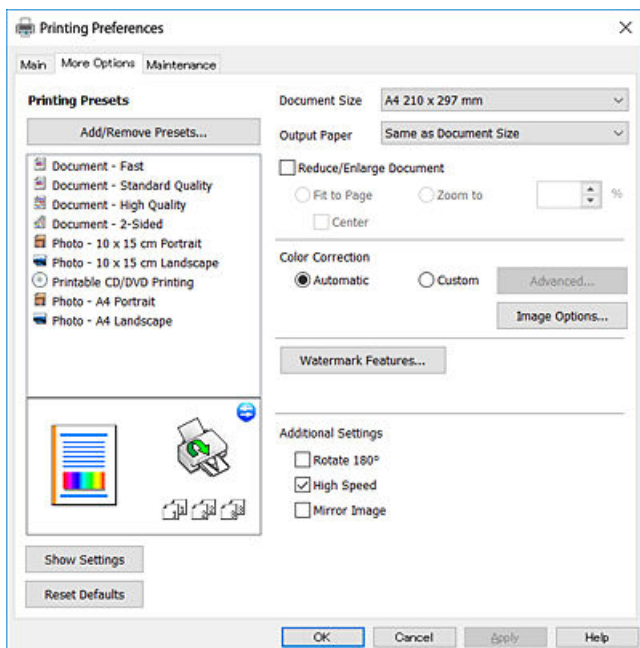 Printing Preferences
Main More Options Maintenance
Printing Presets
Add/Remove Presets...
Document - Fast
Document - Standard Quality
Document - High Quality
Document - 2-Sided
Photo - 10 x 15 cm Portrait
Photo - 10 x 15 cm Landscape
Printable CD/DVD Printing
Photo - A4 Portrait
Photo - A4 Landscape
Show Settings
Reset Defaults
Document Size A4 210 x 297 mm
Output Paper Same as Document Size
Reduce/Enlarge Document
Fit to Page Zoom to %
Center
Color Correction
Automatic Custom Advanced...
Image Options...
Watermark Features...
Additional Settings
Rotate 180°
High Speed
Mirror Image
OK Cancel Apply Help